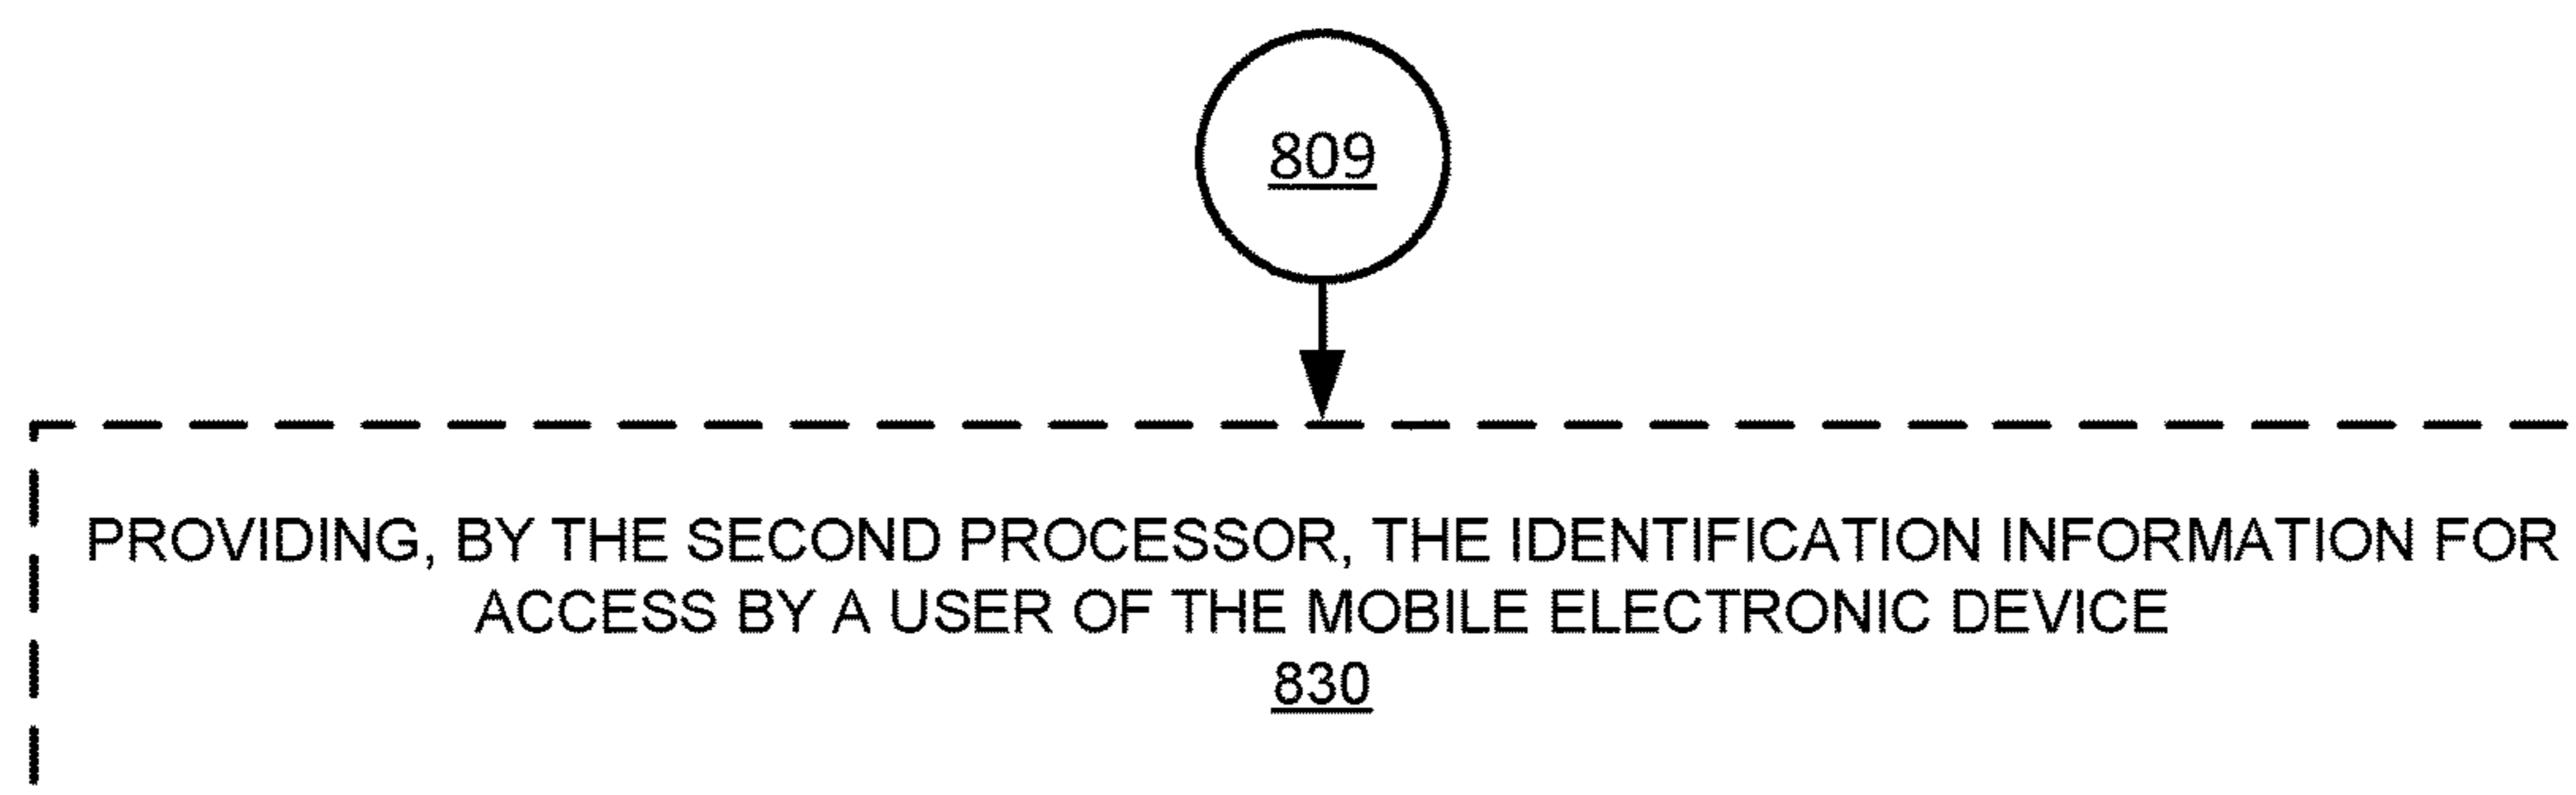 809
PROVIDING, BY THE SECOND PROCESSOR, THE IDENTIFICATION INFORMATION FOR
ACCESS BY A USER OF THE MOBILE ELECTRONIC DEVICE
830